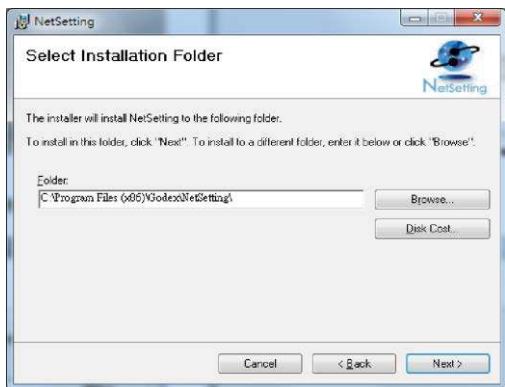 NetSetting
Select Installation Folder
NetSetting
The installer will install NetSetting to the following folder.
To install in this folder, click "Next". To install to a different folder, enter it below or click "Browse".
Folder:
C:\Program Files (x86)\Godex\NetSetting\
Browse...
Disk Cost...
Cancel
< Back
Next >